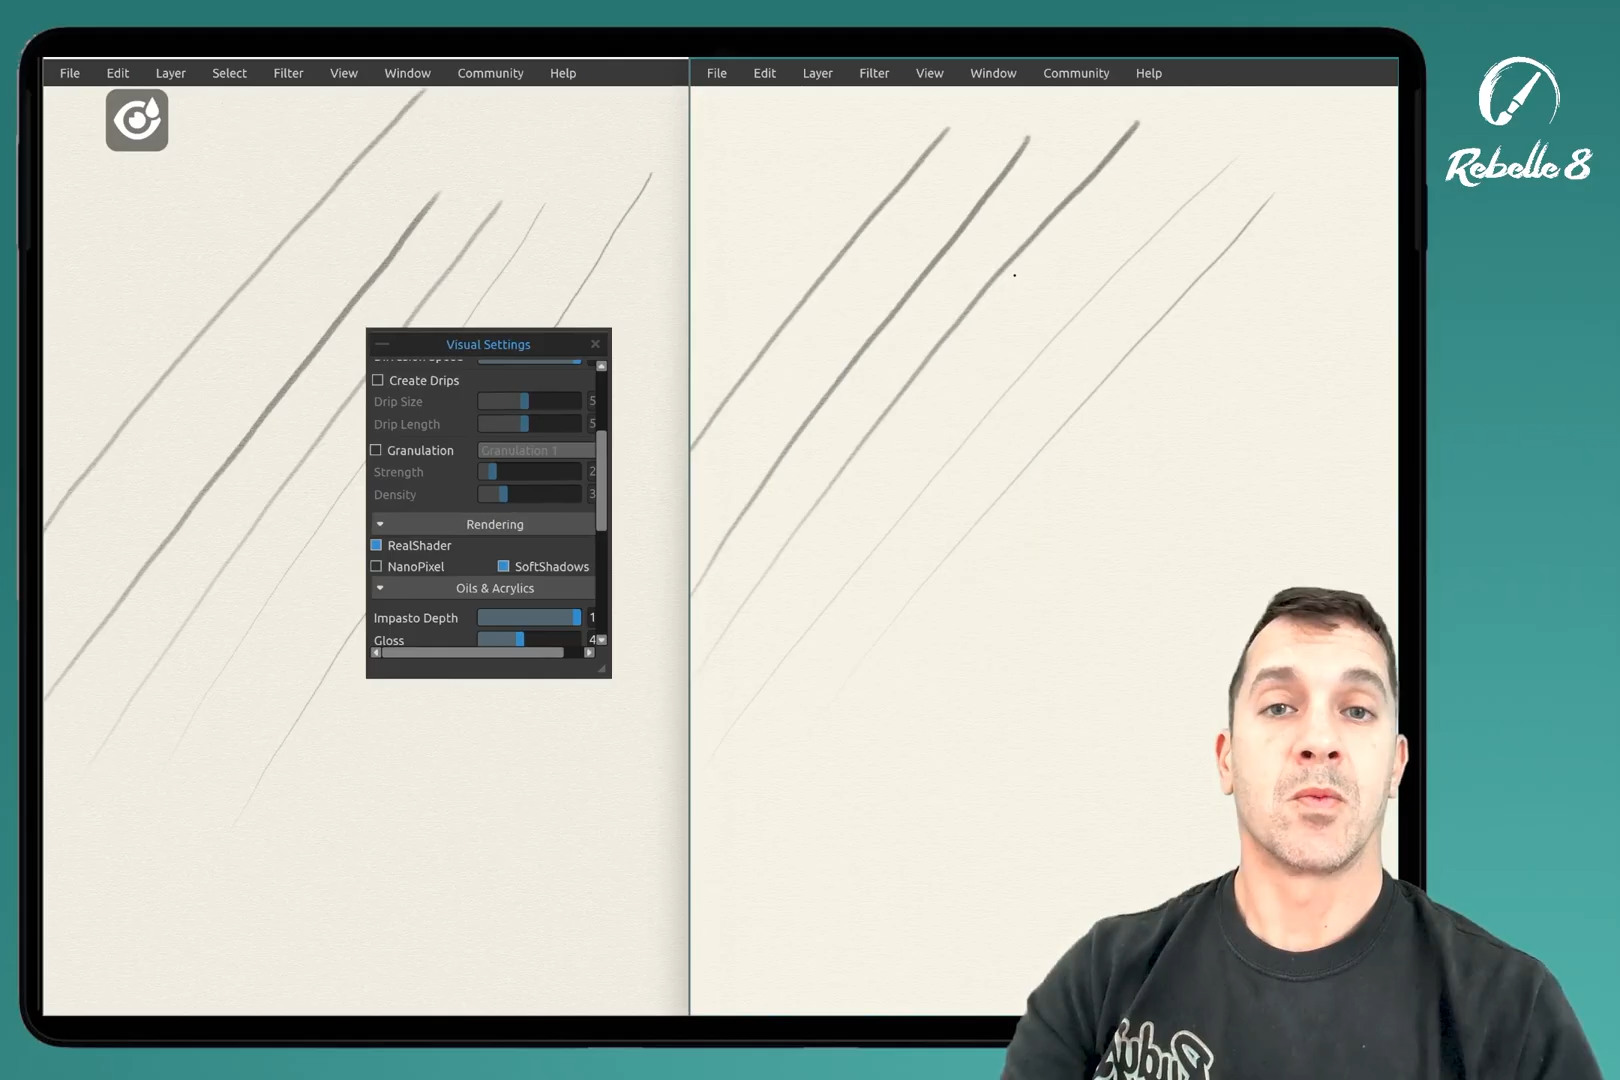 File Edit Layer Select Filter View Window Community Help
File Edit Layer Filter View Window Community Help
Rebelle 8
Visual Settings
Create Drips
Drip Size 5
Drip Length 5
Granulation Granulation 1
Strength 2
Density 3
Rendering
RealShader
NanoPixel SoftShadows
Oils & Acrylics
Impasto Depth 1
Gloss 4